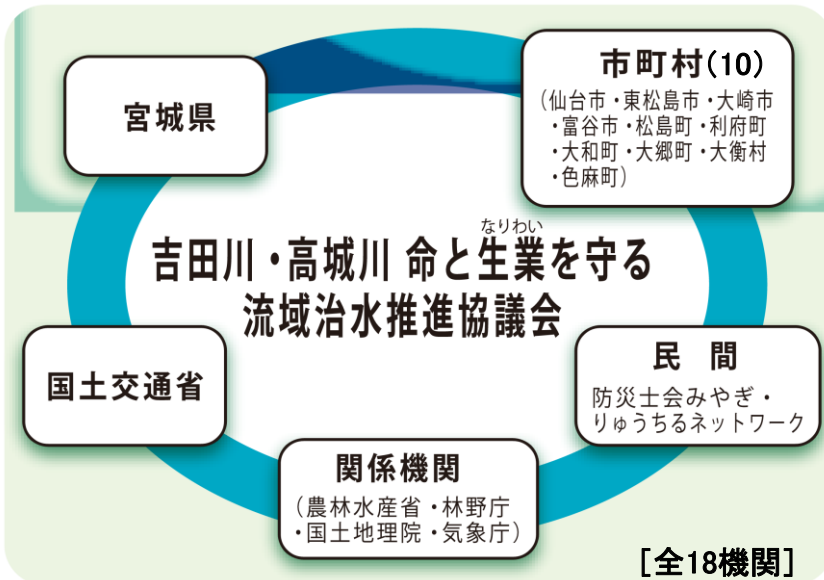 宮城県
市町村(10)
(仙台市・東松島市・大崎市
・富谷市・松島町・利府町
・大和町・大郷町・大衡村
・色麻町)
なりわい
吉田川・高城川 命と生業を守る
流域治水推進協議会
国土交通省
民間
防災士会みやぎ・
りゅうちるネットワーク
関係機関
(農林水産省・林野庁
・国土地理院・気象庁)
[全18機関]